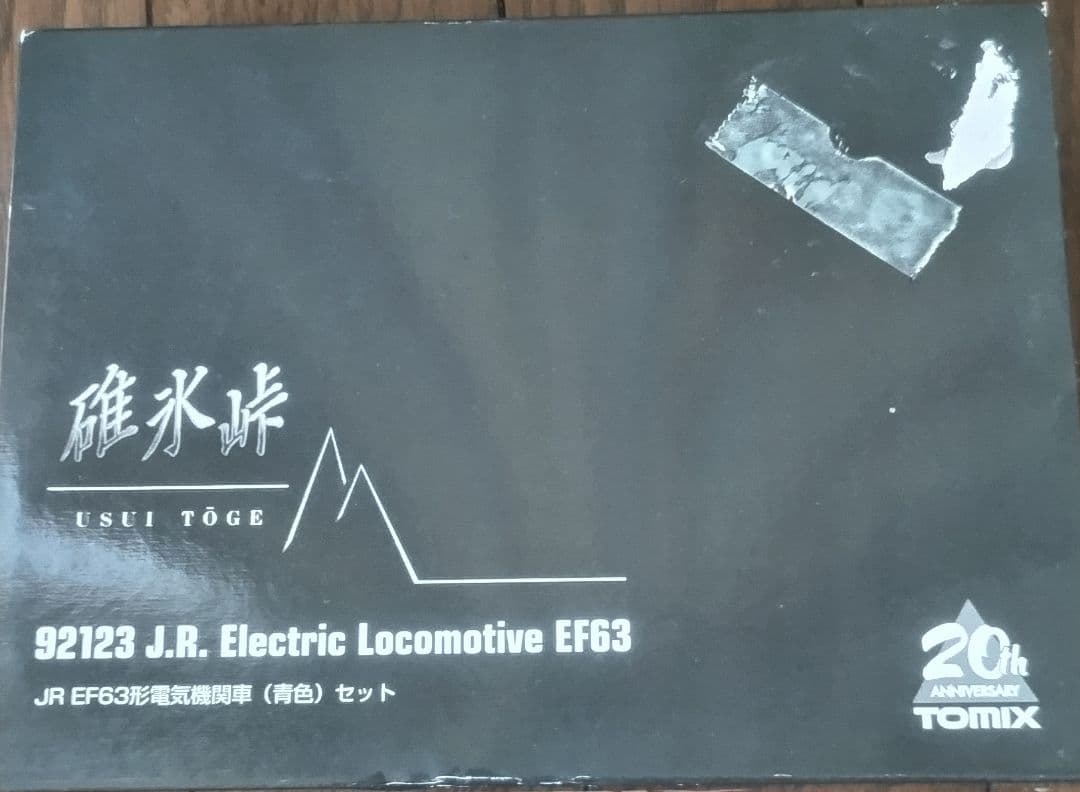 碓氷峠
USUI TŌGE
92123 J.R. Electric Locomotive EF63
JR EF63形電気機関車（青色）セット
20th
ANNIVERSARY
TOMIX